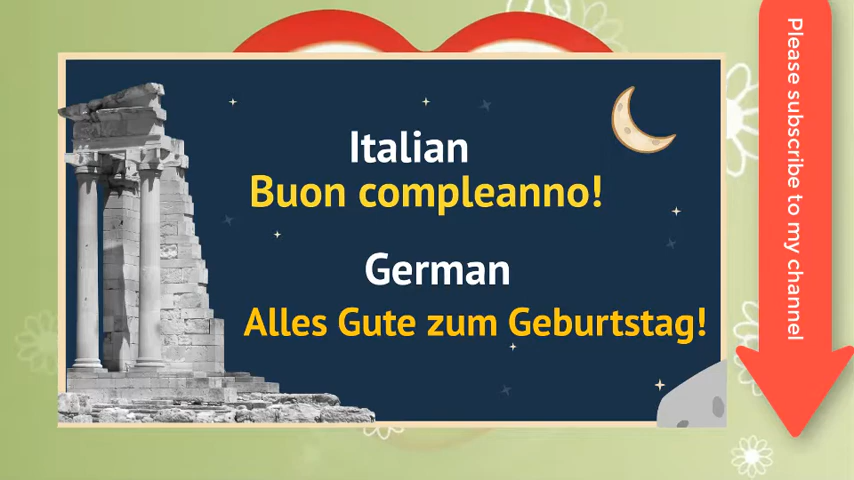 Italian
Buon compleanno!
German
Alles Gute zum Geburtstag!
Please subscribe to my channel